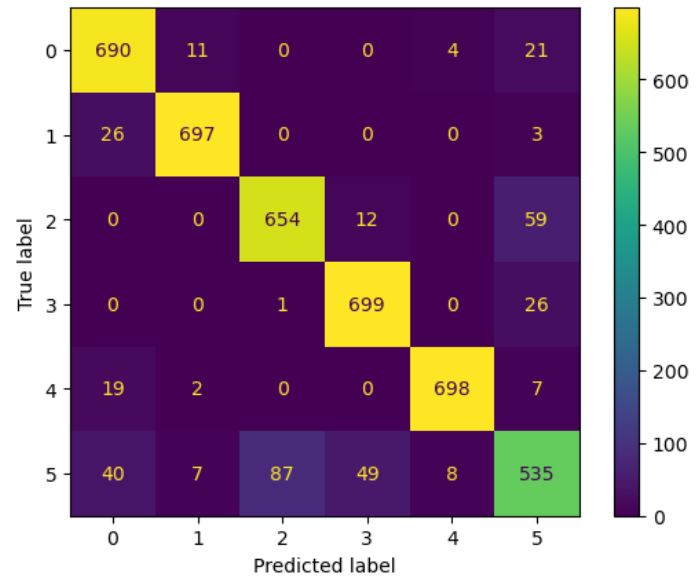 0 690 11 0 0 4 21
1 26 697 0 0 0 3
2 0 0 654 12 0 59
3 0 0 1 699 0 26
4 19 2 0 0 698 7
5 40 7 87 49 8 535
0 1 2 3 4 5
Predicted label
True label
600
500
400
300
200
100
0